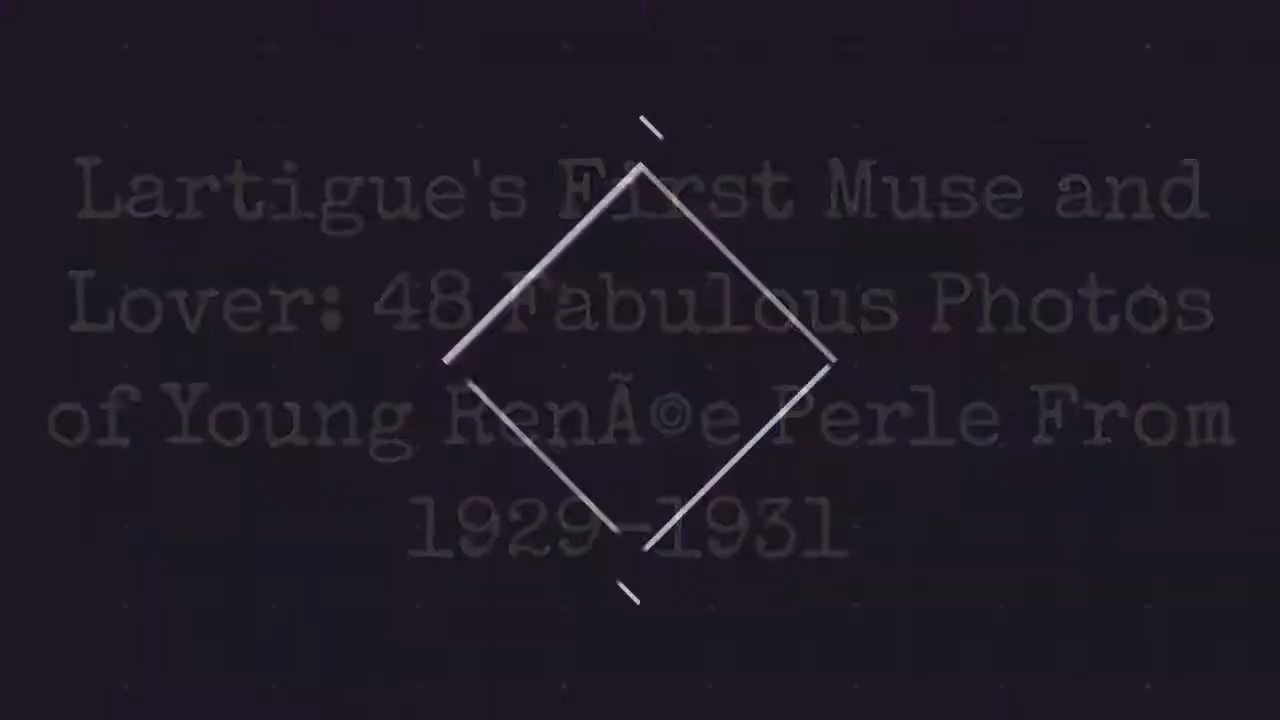 Lartigue's First Muse and
Lover: 48 Fabulous Photos
of Young RenÃ©e Perle From
1929–1931